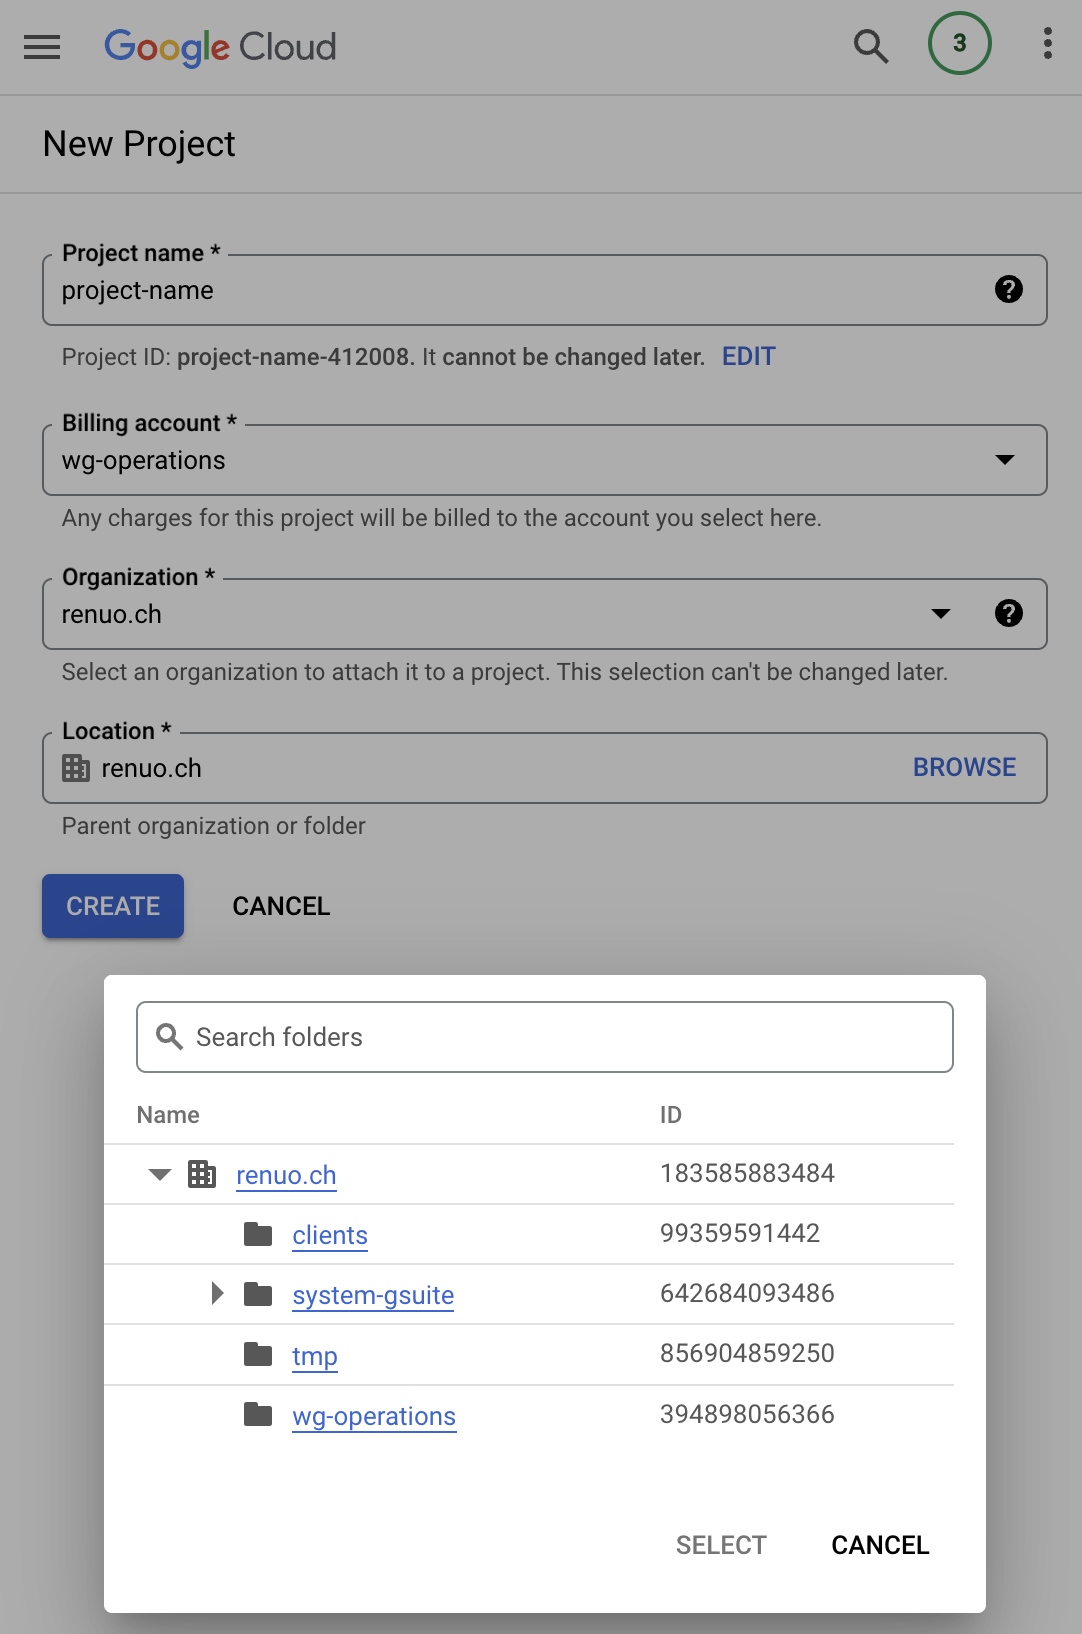 Google Cloud
3
New Project
Project name *
project-name
Project ID: project-name-412008. It cannot be changed later. EDIT
Billing account *
wg-operations
Any charges for this project will be billed to the account you select here.
Organization *
renuo.ch
Select an organization to attach it to a project. This selection can't be changed later.
Location *
renuo.ch BROWSE
Parent organization or folder
CREATE CANCEL
Search folders
Name ID
renuo.ch 183585883484
clients 99359591442
system-gsuite 642684093486
tmp 856904859250
wg-operations 394898056366
SELECT CANCEL